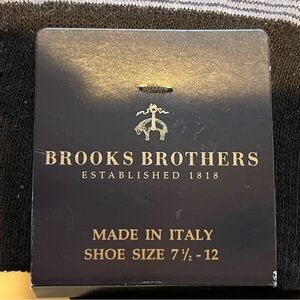 BROOKS BROTHERS
ESTABLISHED 1818
MADE IN ITALY
SHOE SIZE 7½ - 12